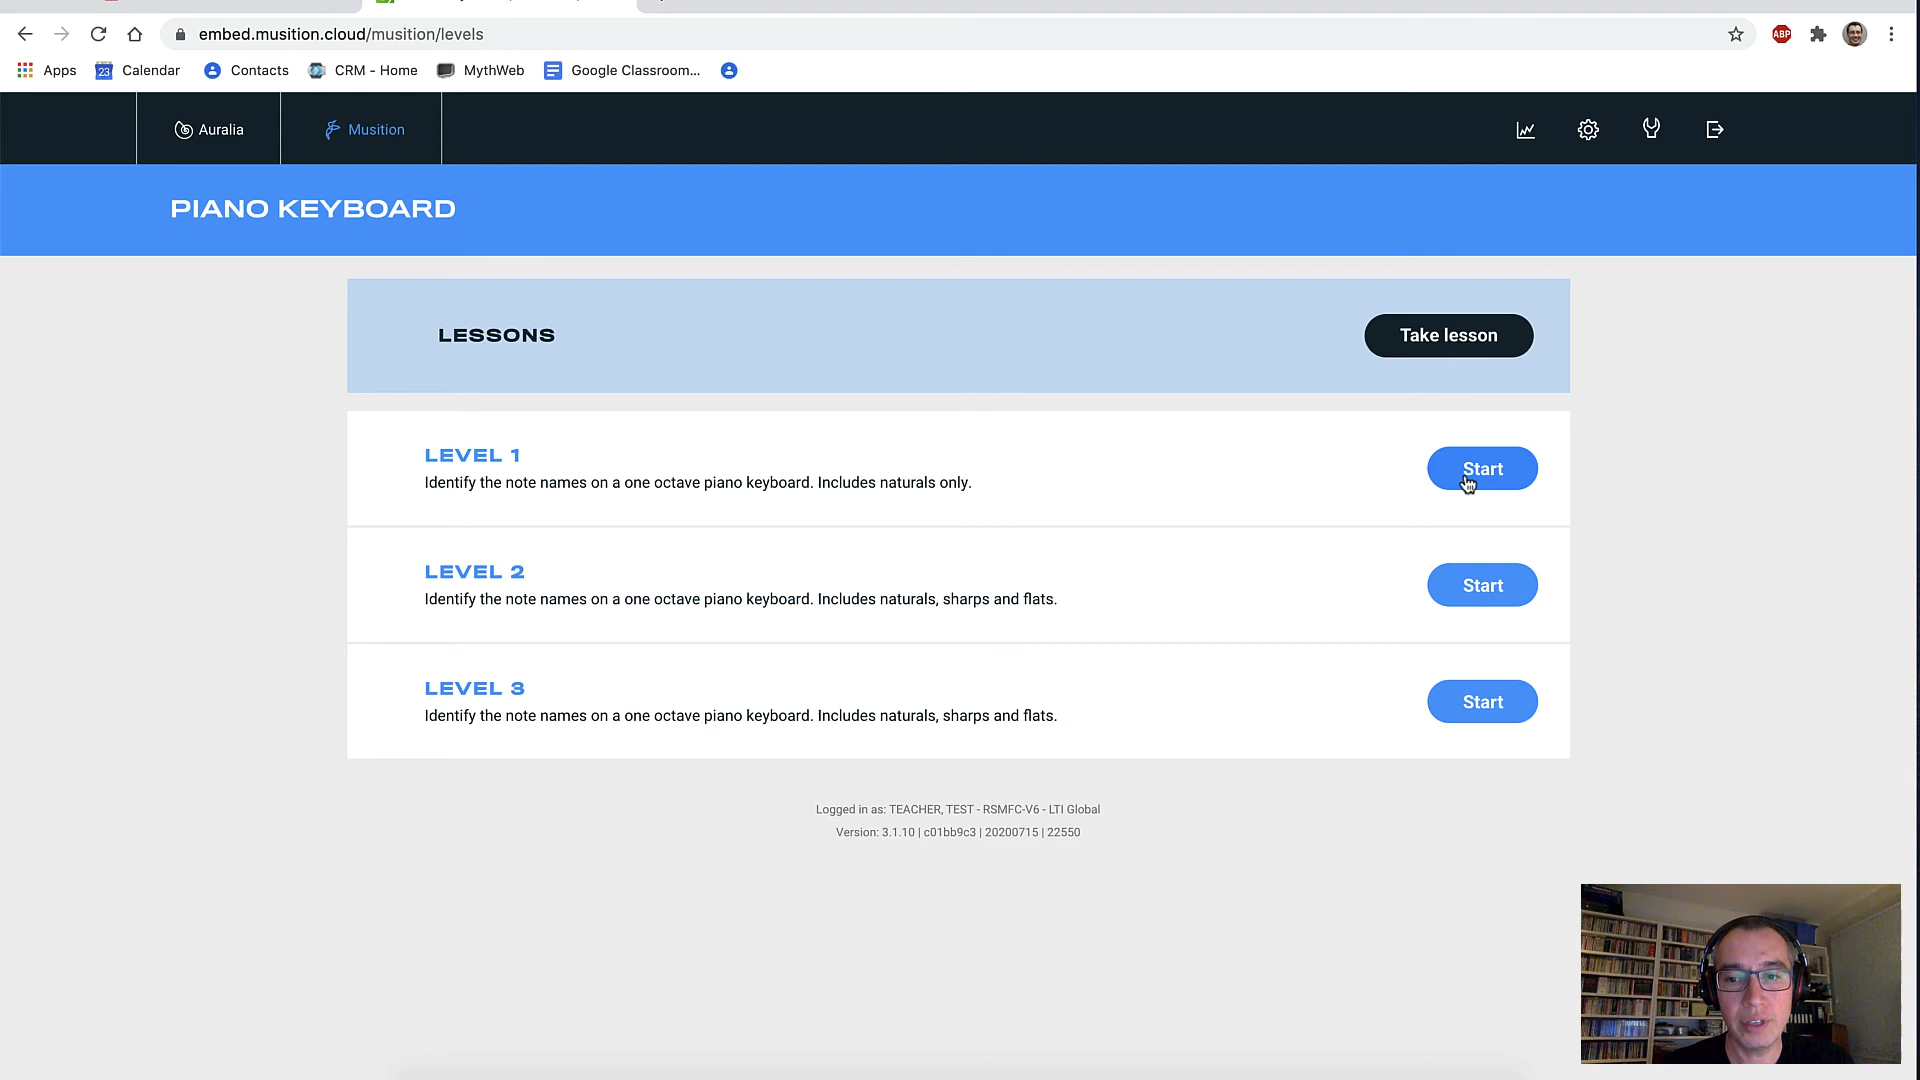 embed.musition.cloud/musition/levels
ABP
Apps
23
Calendar
Contacts
CRM - Home
MythWeb
Google Classroom...
Auralia
Musition
PIANO KEYBOARD
LESSONS
Take lesson
LEVEL 1
Identify the note names on a one octave piano keyboard. Includes naturals only.
Start
LEVEL 2
Identify the note names on a one octave piano keyboard. Includes naturals, sharps and flats.
Start
LEVEL 3
Identify the note names on a one octave piano keyboard. Includes naturals, sharps and flats.
Start
Logged in as: TEACHER, TEST - RSMFC-V6 - LTI Global
Version: 3.1.10 | c01bb9c3 | 20200715 | 22550